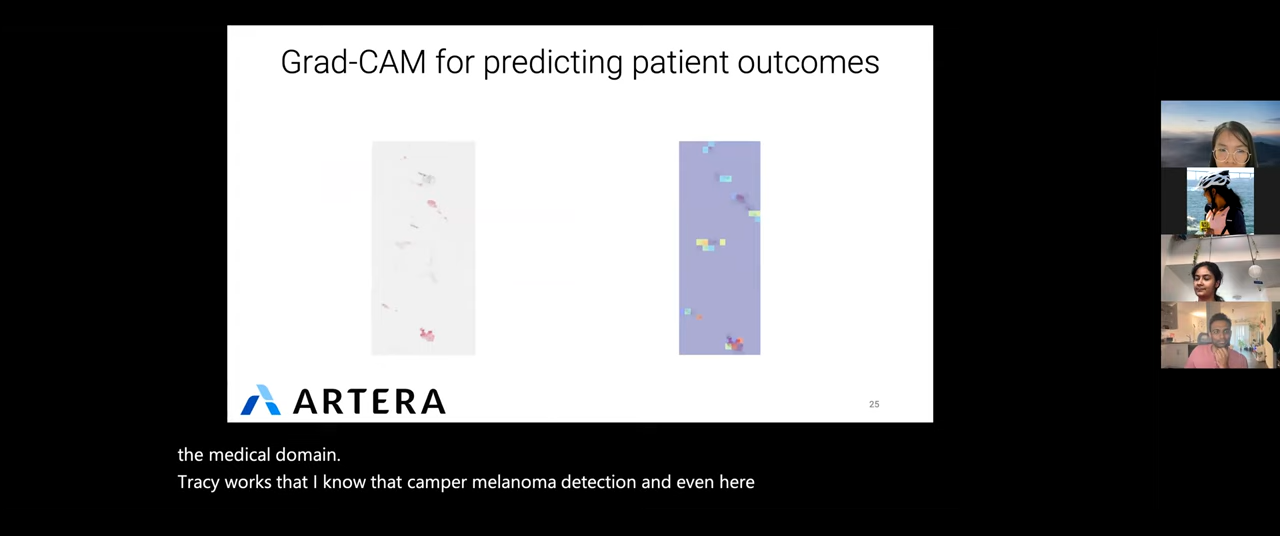 Grad-CAM for predicting patient outcomes
ARTERA
25
the medical domain.
Tracy works that I know that camper melanoma detection and even here